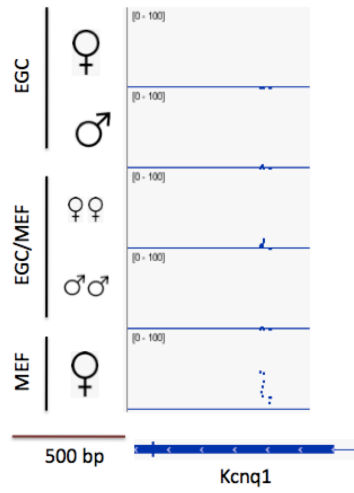 EGC
[0 - 100]
[0 - 100]
EGC/MEF
[0 - 100]
[0 - 100]
MEF
[0 - 100]
500 bp
Kcnq1